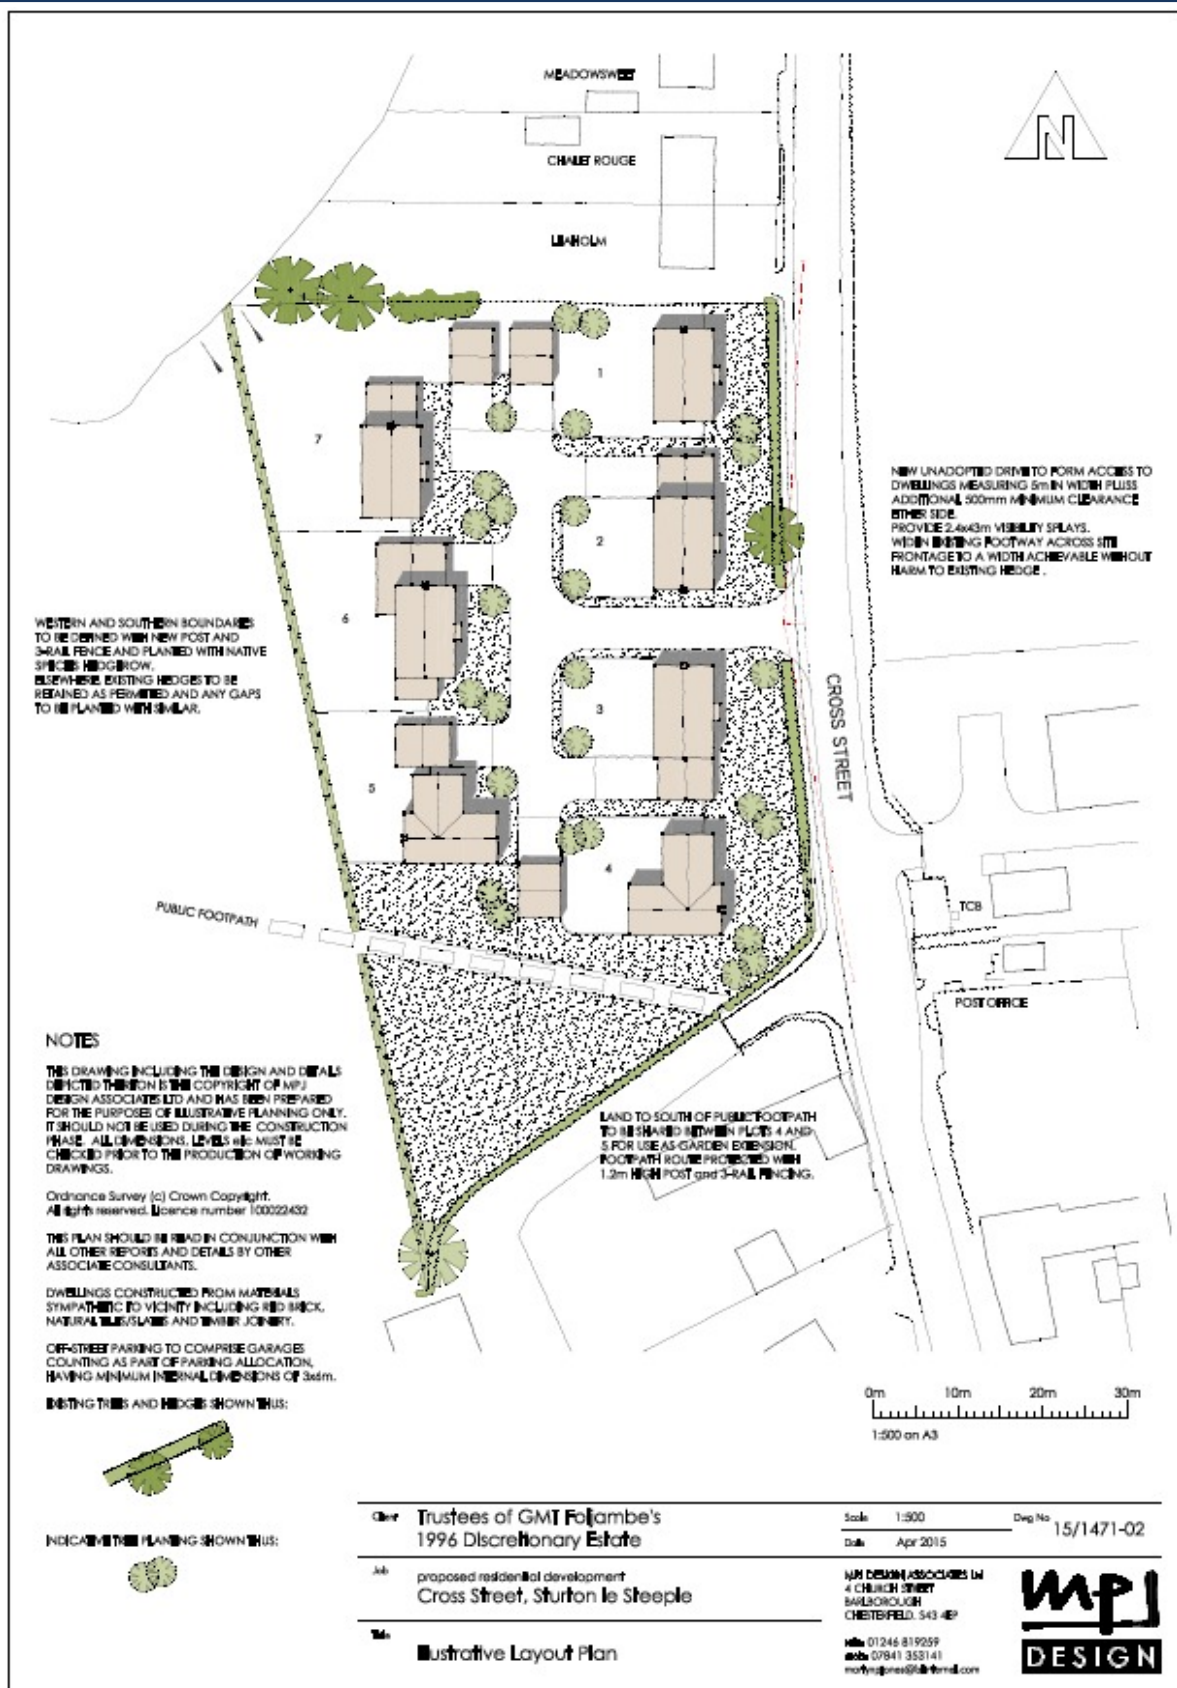 MEADOWSWEET
CHALET ROUGE
LEAHOLM
N
1
7
2
6
3
5
4
NEW UNADOPTED DRIVE TO FORM ACCESS TO
DWELLINGS MEASURING 5m IN WIDTH PLUSS
ADDITIONAL 500mm MINIMUM CLEARANCE
EITHER SIDE.
PROVIDE 2.4x43m VISIBILITY SPLAYS.
WIDEN EXISTING FOOTWAY ACROSS SITE
FRONTAGE TO A WIDTH ACHIEVABLE WITHOUT
HARM TO EXISTING HEDGE .
WESTERN AND SOUTHERN BOUNDARIES
TO BE DEFINED WITH NEW POST AND
3-RAIL FENCE AND PLANTED WITH NATIVE
SPECIES HEDGEROW.
ELSEWHERE, EXISTING HEDGES TO BE
RETAINED AS PERMITTED AND ANY GAPS
TO BE PLANTED WITH SIMILAR.
CROSS STREET
PUBLIC FOOTPATH
TCB
POST OFFICE
LAND TO SOUTH OF PUBLIC FOOTPATH
TO BE SHARED BETWEEN PLOTS 4 AND
5 FOR USE AS GARDEN EXTENSION.
FOOTPATH ROUTE PROTECTED WITH
1.2m HIGH POST and 3-RAIL FENCING.
NOTES
THIS DRAWING INCLUDING THE DESIGN AND DETAILS
DEPICTED THEREON IS THE COPYRIGHT OF MPJ
DESIGN ASSOCIATES LTD AND HAS BEEN PREPARED
FOR THE PURPOSES OF ILLUSTRATIVE PLANNING ONLY.
IT SHOULD NOT BE USED DURING THE CONSTRUCTION
PHASE. ALL DIMENSIONS, LEVELS etc MUST BE
CHECKED PRIOR TO THE PRODUCTION OF WORKING
DRAWINGS.
Ordnance Survey (c) Crown Copyright.
All rights reserved. Licence number 100022432
THIS PLAN SHOULD BE READ IN CONJUNCTION WITH
ALL OTHER REPORTS AND DETAILS BY OTHER
ASSOCIATE CONSULTANTS.
DWELLINGS CONSTRUCTED FROM MATERIALS
SYMPATHETIC TO VICINITY INCLUDING RED BRICK,
NATURAL TILES/SLATES AND TIMBER JOINERY.
OFF-STREET PARKING TO COMPRISE GARAGES
COUNTING AS PART OF PARKING ALLOCATION,
HAVING MINIMUM INTERNAL DIMENSIONS OF 3x6m.
EXISTING TREES AND HEDGES SHOWN THUS:
INDICATIVE TREE PLANTING SHOWN THUS:
0m 10m 20m 30m
1:500 on A3
Client Trustees of GMT Foljambe's
1996 Discretionary Estate
Job proposed residential development
Cross Street, Sturton le Steeple
Title
Illustrative Layout Plan
Scale 1:500
Date Apr 2015
Dwg No 15/1471-02
MPJ DESIGN ASSOCIATES Ltd
4 CHURCH STREET
BARLBOROUGH
CHESTERFIELD. S43 4EP
01246 819259
07841 353141
mpj
DESIGN